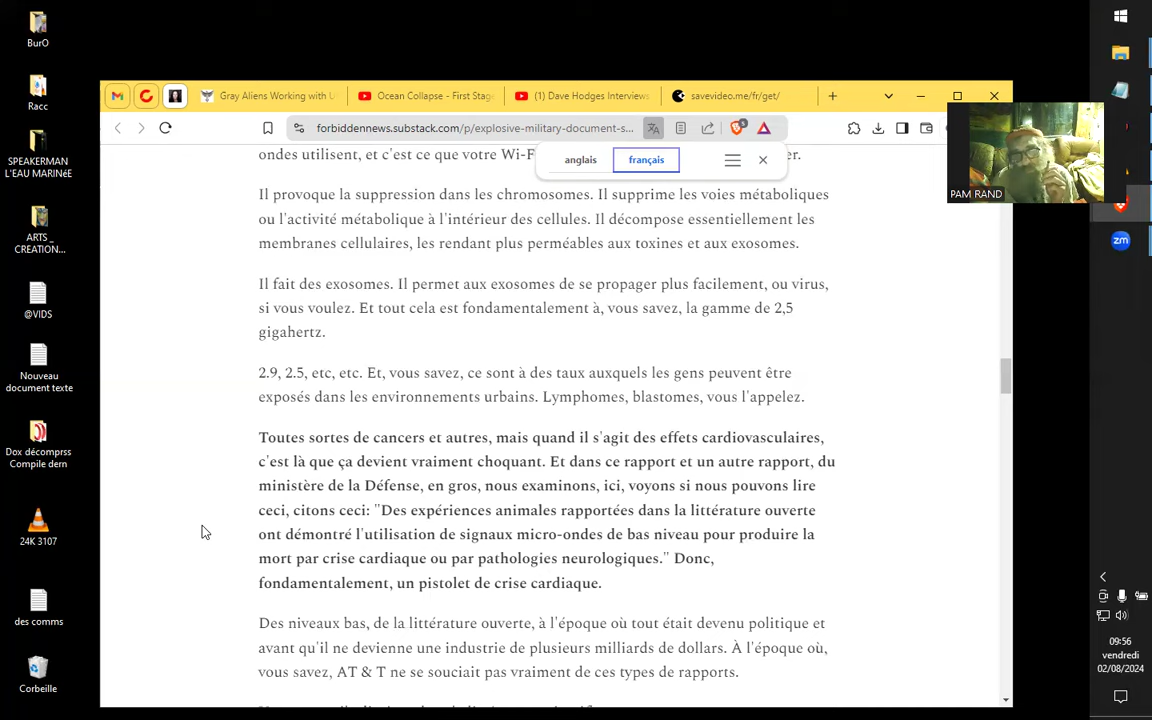 BurO
Racc
SPEAKERMAN
L'EAU MARINéE
ARTS _
CREATION...
@VIDS
Nouveau
document texte
Dox décomprss
Compile dern
24K 3107
des comms
Corbeille
Gray Aliens Working with U
Ocean Collapse - First Stag
(1) Dave Hodges Interviews
savevideo.me/fr/get/
forbiddennews.substack.com/p/explosive-military-document-s...
5
anglais
français
ondes utilisent, et c'est ce que votre Wi-F
er.
Il provoque la suppression dans les chromosomes. Il supprime les voies métaboliques
ou l'activité métabolique à l'intérieur des cellules. Il décompose essentiellement les
membranes cellulaires, les rendant plus perméables aux toxines et aux exosomes.
Il fait des exosomes. Il permet aux exosomes de se propager plus facilement, ou virus,
si vous voulez. Et tout cela est fondamentalement à, vous savez, la gamme de 2,5
gigahertz.
2.9, 2.5, etc, etc. Et, vous savez, ce sont à des taux auxquels les gens peuvent être
exposés dans les environnements urbains. Lymphomes, blastomes, vous l'appelez.
Toutes sortes de cancers et autres, mais quand il s'agit des effets cardiovasculaires,
c'est là que ça devient vraiment choquant. Et dans ce rapport et un autre rapport, du
ministère de la Défense, en gros, nous examinons, ici, voyons si nous pouvons lire
ceci, citons ceci: "Des expériences animales rapportées dans la littérature ouverte
ont démontré l'utilisation de signaux micro-ondes de bas niveau pour produire la
mort par crise cardiaque ou par pathologies neurologiques." Donc,
fondamentalement, un pistolet de crise cardiaque.
Des niveaux bas, de la littérature ouverte, à l'époque où tout était devenu politique et
avant qu'il ne devienne une industrie de plusieurs milliards de dollars. À l'époque où,
vous savez, AT & T ne se souciait pas vraiment de ces types de rapports.
PAM RAND
zm
09:56
vendredi
02/08/2024